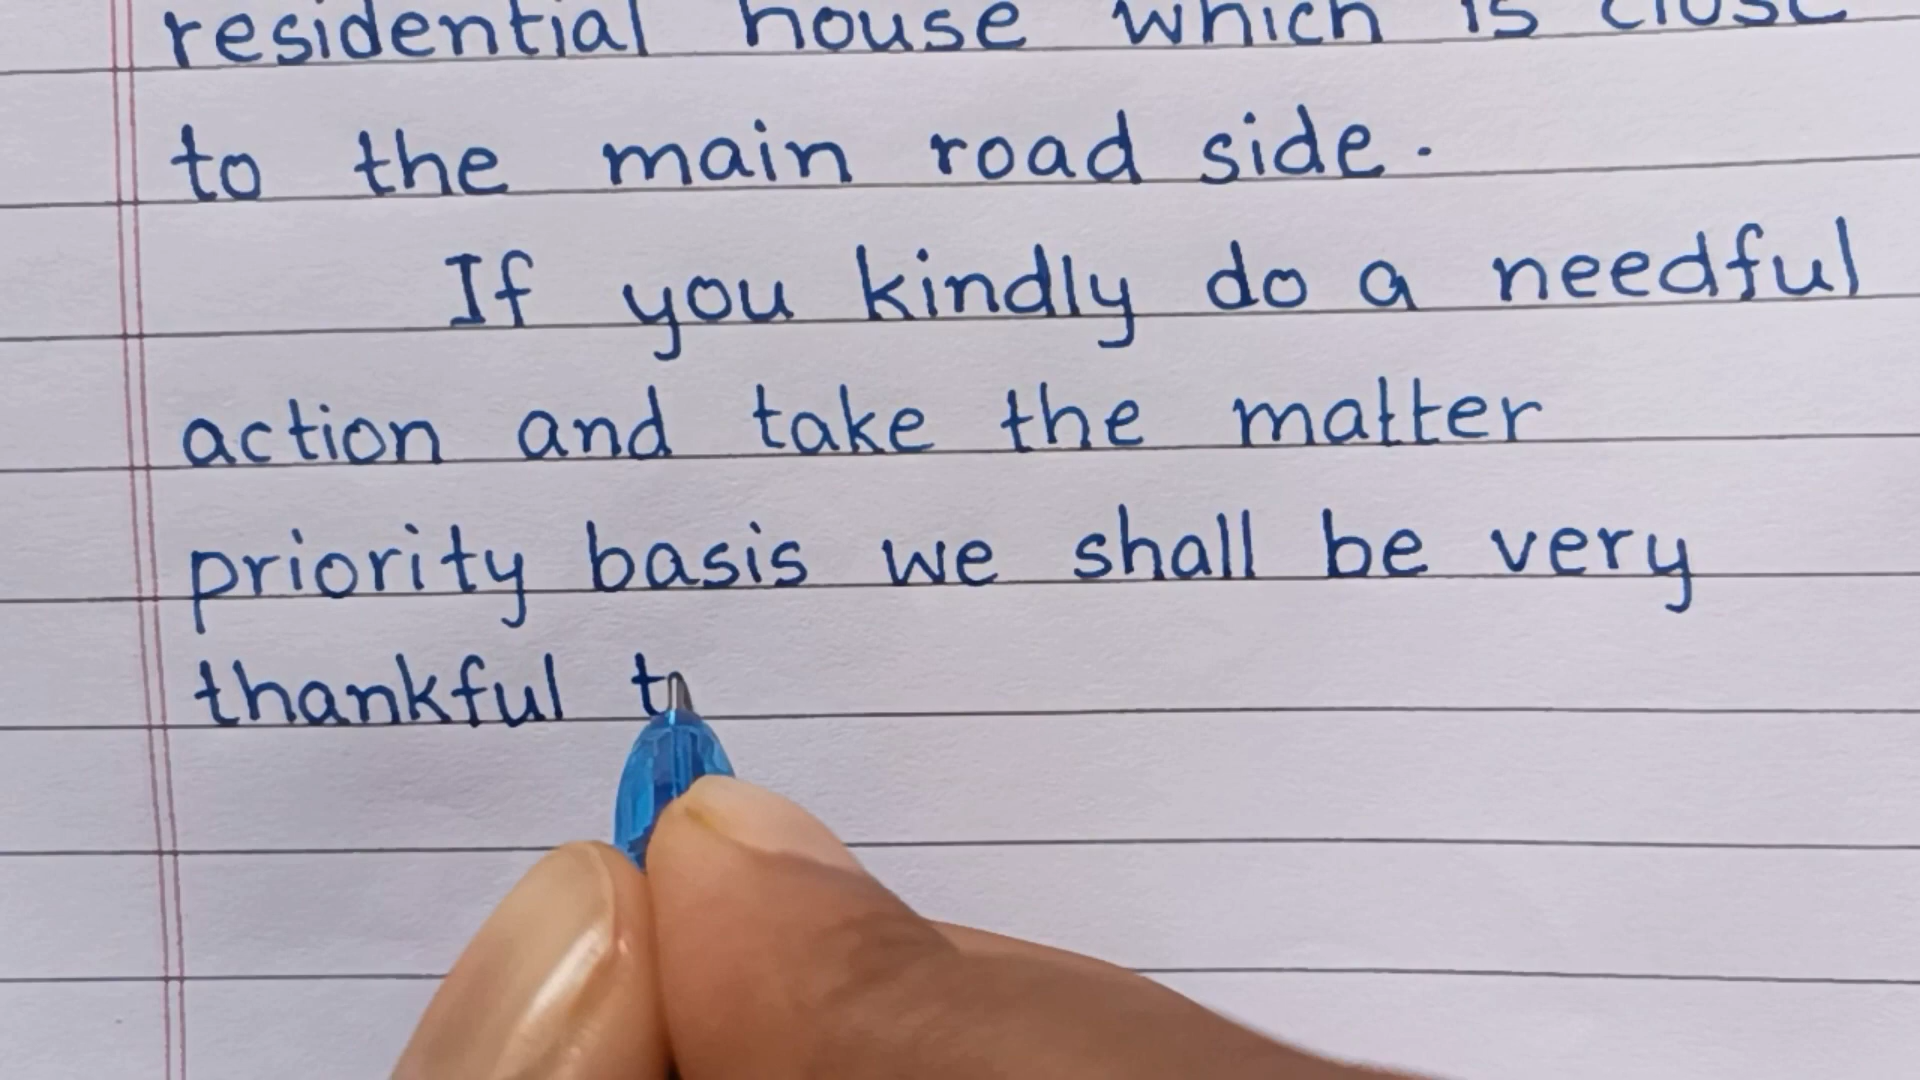 residential house which is close
to the main road side.
If you kindly do a needful
action and take the matter
priority basis we shall be very
thankful t